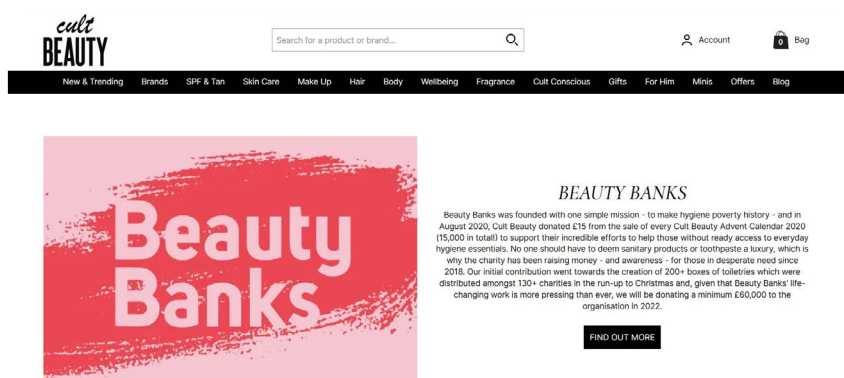 cult
BEAUTY
Search for a product or brand...
Account
0
Bag
New & Trending Brands SPF & Tan Skin Care Make Up Hair Body Wellbeing Fragrance Cult Conscious Gifts For Him Minis Offers Blog
Beauty
Banks
BEAUTY BANKS
Beauty Banks was founded with one simple mission - to make hygiene poverty history - and in
August 2020, Cult Beauty donated £15 from the sale of every Cult Beauty Advent Calendar 2020
(15,000 in total!) to support their incredible efforts to help those without ready access to everyday
hygiene essentials. No one should have to deem sanitary products or toothpaste a luxury, which is
why the charity has been raising money - and awareness - for those in desperate need since
2018. Our initial contribution went towards the creation of 200+ boxes of toiletries which were
distributed amongst 130+ charities in the run-up to Christmas and, given that Beauty Banks' life-
changing work is more pressing than ever, we will be donating a minimum £60,000 to the
organisation in 2022.
FIND OUT MORE